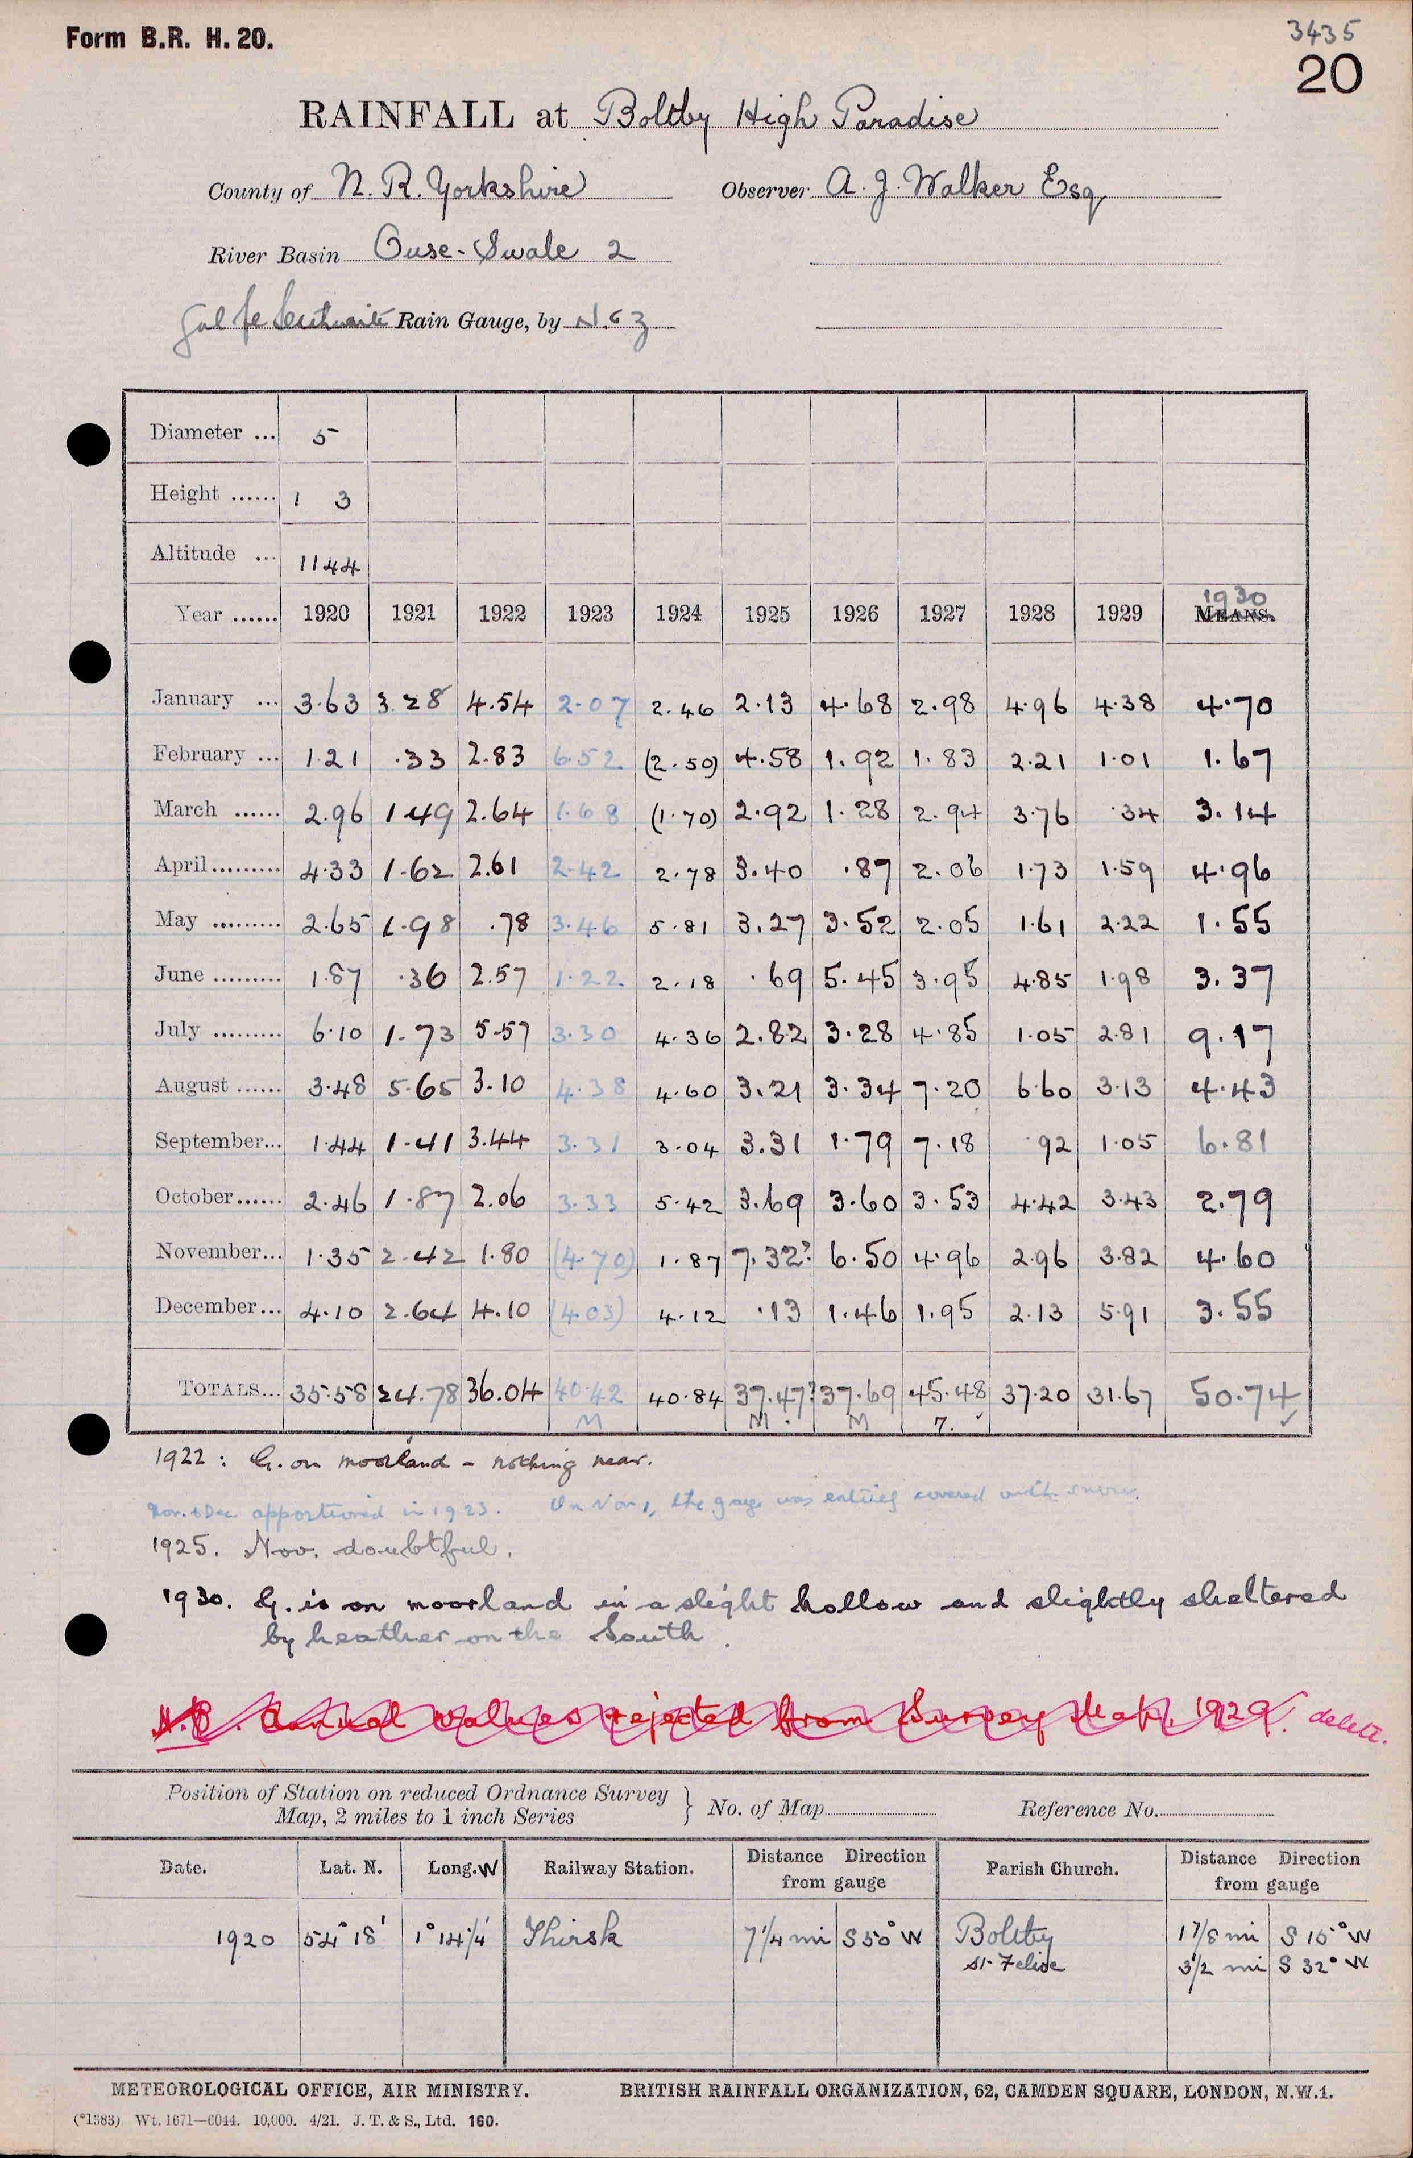 Form B.R. H. 20.
3435
20
RAINFALL at Boltby High Paradise
County of N. R. Yorkshire Observer A. J. Walker Esq
River Basin Ouse-Swale 2
Rain Gauge, by N & Z
Diameter ... 5
Height ...... 1 3
Altitude ... 1144
Year ...... 1920 1921 1922 1923 1924 1925 1926 1927 1928 1929 1930 MEANS.
January ... 3.63 3.28 4.54 2.07 2.46 2.13 4.68 2.98 4.96 4.38 4.70
February ... 1.21 .33 2.83 6.52 (2.50) 4.58 1.92 1.83 2.21 1.01 1.67
March ...... 2.96 1.49 2.64 1.68 (1.70) 2.92 1.28 2.94 3.76 .34 3.14
April ......... 4.33 1.62 2.61 2.42 2.78 3.40 .87 2.06 1.73 1.59 4.96
May ......... 2.65 1.98 .78 3.46 5.81 3.27 3.52 2.05 1.61 2.22 1.55
June ......... 1.87 .36 2.57 1.22 2.18 .69 5.45 3.95 4.85 1.98 3.37
July ......... 6.10 1.73 5.57 3.30 4.36 2.82 3.28 4.85 1.05 2.81 9.17
August ...... 3.48 5.65 3.10 4.38 4.60 3.21 3.34 7.20 6.60 3.13 4.43
September... 1.44 1.41 3.44 3.31 3.04 3.31 1.79 7.18 .92 1.05 6.81
October...... 2.46 1.87 2.06 3.33 5.42 3.69 3.60 3.53 4.42 3.43 2.79
November... 1.35 2.42 1.80 (4.70) 1.87 7.32? 6.50 4.96 2.96 3.82 4.60
December... 4.10 2.64 4.10 (4.03) 4.12 .13 1.46 1.95 2.13 5.91 3.55
TOTALS... 35.58 24.78 36.04 40.42 40.84 37.47? 37.69 45.48 37.20 31.67 50.74
M M M 7. ✓
1922 : G. on moorland - nothing near.
Nov. & Dec apportioned in 1923. On Nov 1, the gauge was entirely covered with snow.
1925. Nov. doubtful.
1930. G. is on moorland in a slight hollow and slightly sheltered
by heather on the South.
N.B. Annual values rejected from Survey Map, 1929. delete.
Position of Station on reduced Ordnance Survey
Map, 2 miles to 1 inch Series } No. of Map Reference No.
Date. Lat. N. Long. W Railway Station. Distance Direction from gauge Parish Church. Distance Direction from gauge
1920 54° 18' 1° 14¼' Thirsk 7¼ mi S 50° W Boltby 1⅞ mi S 15° W
St. Felixe 3½ mi S 32° W
METEOROLOGICAL OFFICE, AIR MINISTRY. BRITISH RAINFALL ORGANIZATION, 62, CAMDEN SQUARE, LONDON, N.W.1.
(*1383) Wt. 1671—6044. 10,000. 4/21. J. T. & S., Ltd. 160.